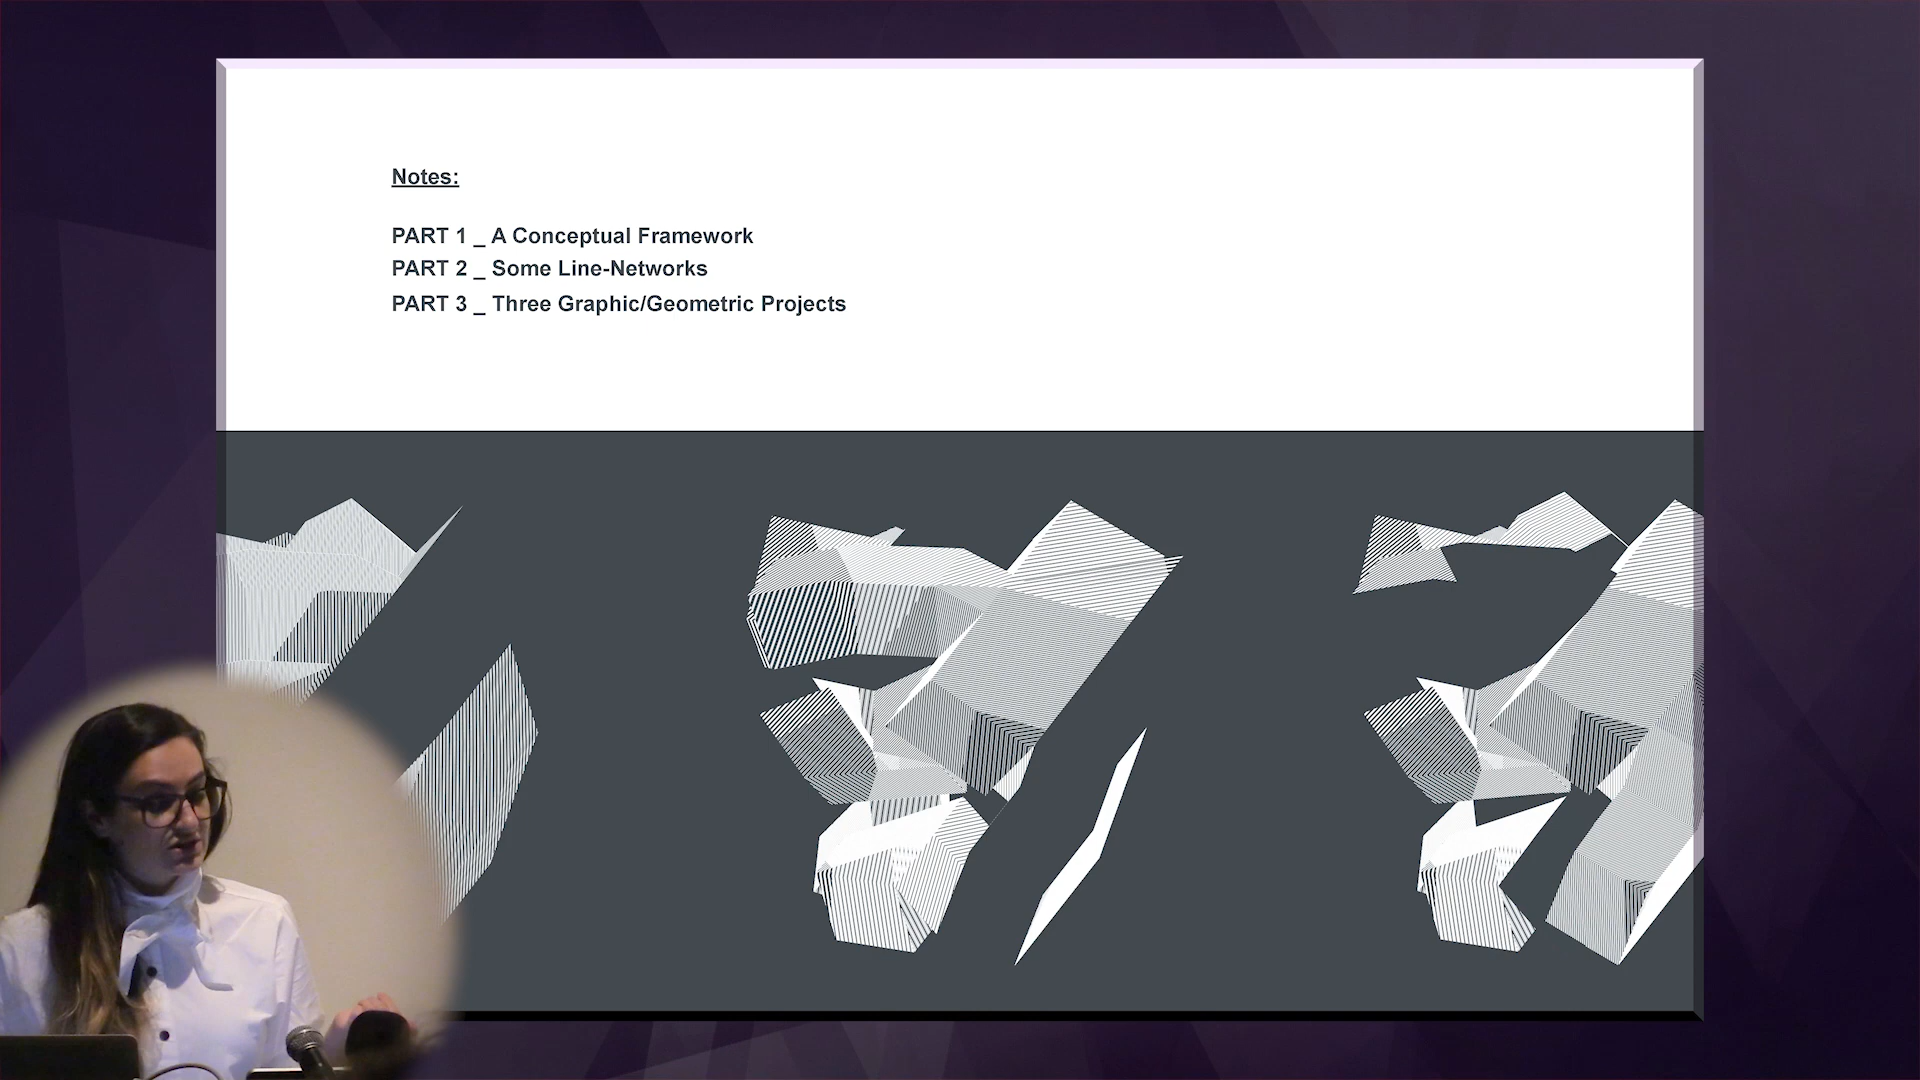 Notes:
PART 1 _ A Conceptual Framework
PART 2 _ Some Line-Networks
PART 3 _ Three Graphic/Geometric Projects